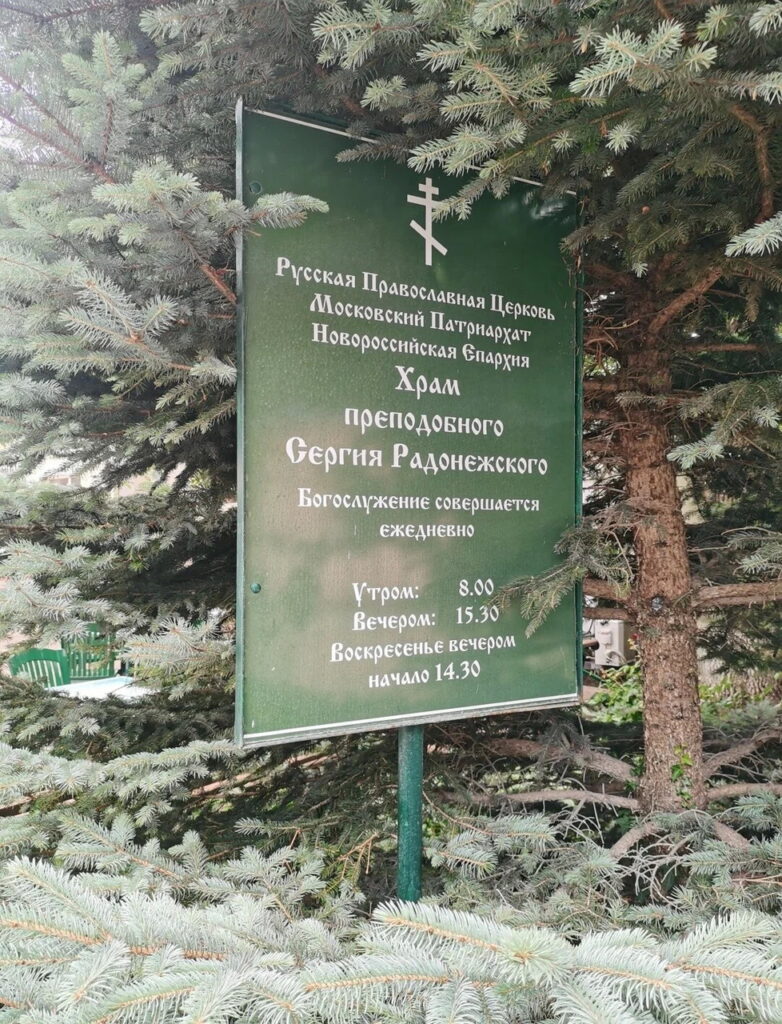 Русская Православная Церковь
Московский Патриархат
Новороссийская Епархия
Храм
преподобного
Сергия Радонежского
Богослужение совершается
ежедневно
Утром: 8.00
Вечером: 15.30
Воскресенье вечером
начало 14.30